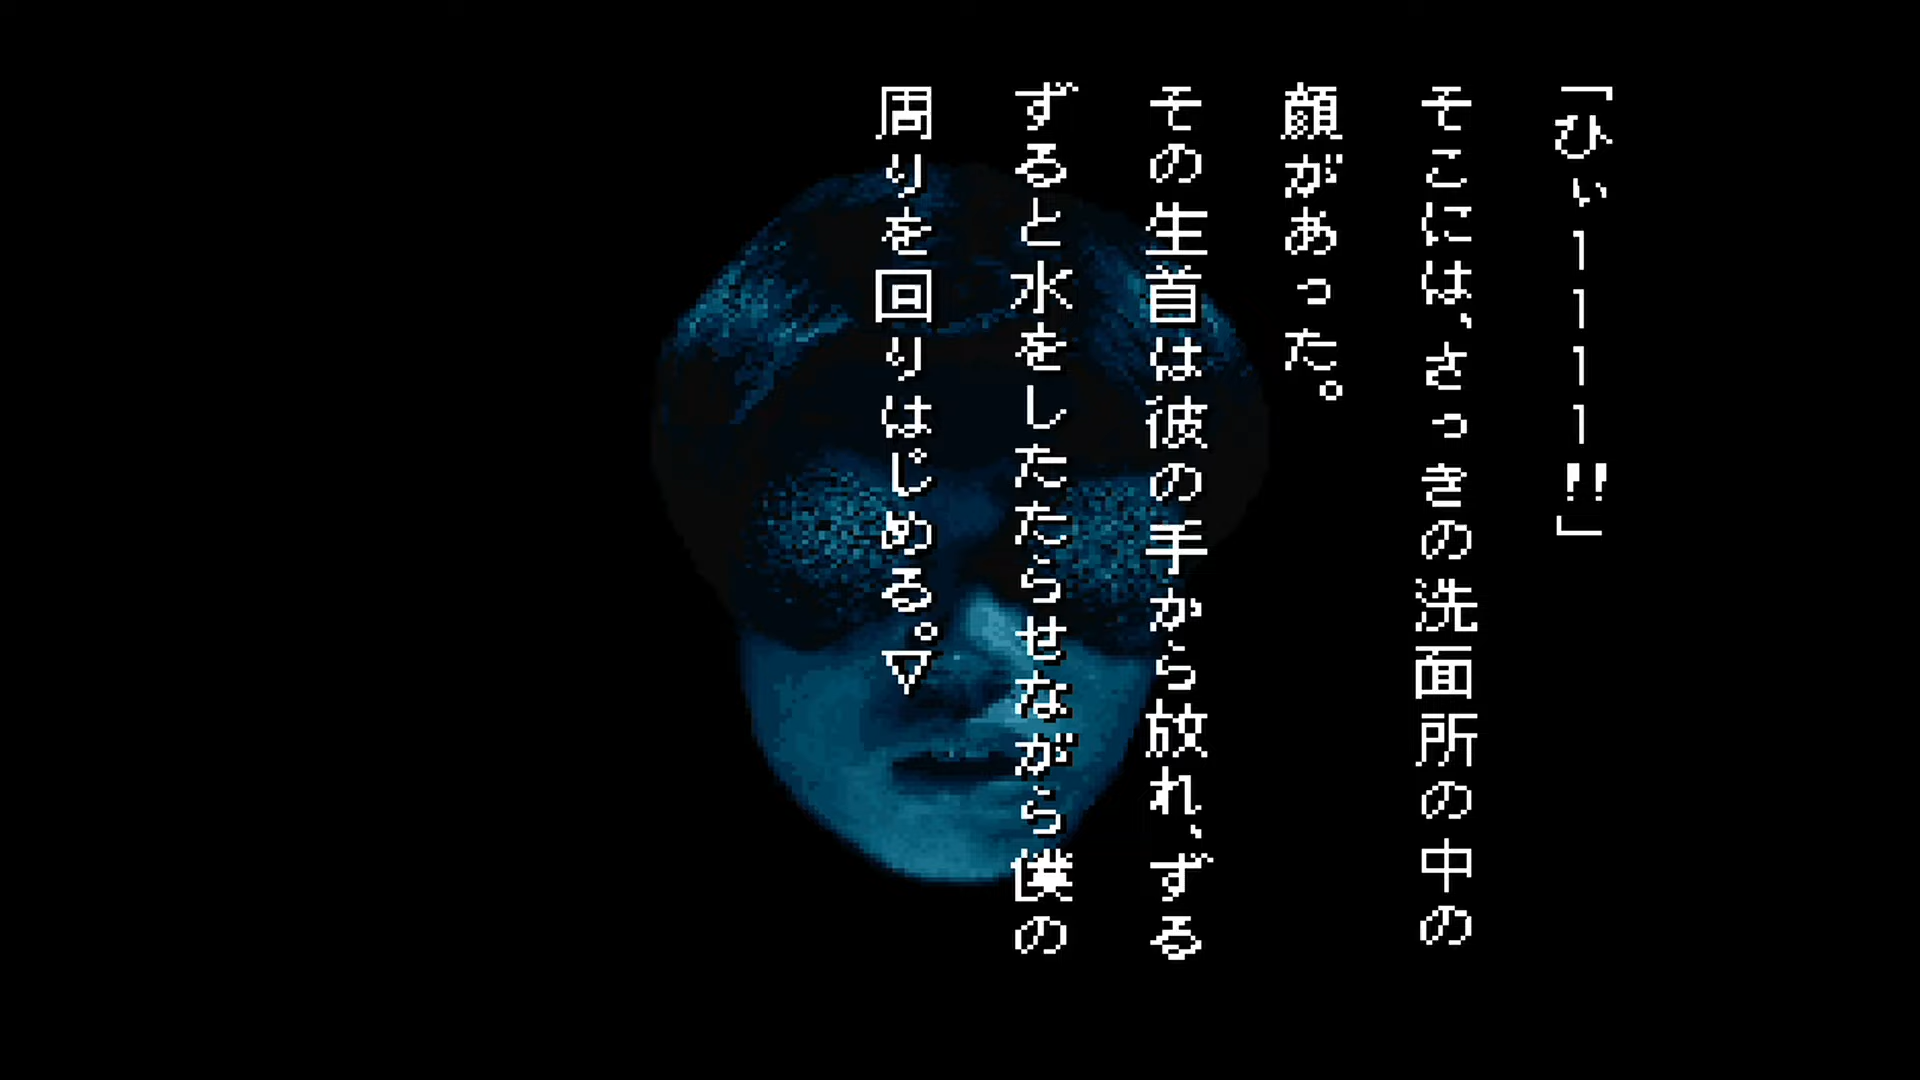 「ひぃーーーー!!」
そこには、さっきの洗面所の中の
顔があった。
その生首は彼の手から放れ、ずる
ずると水をしたたらせながら僕の
周りを回りはじめる。▽